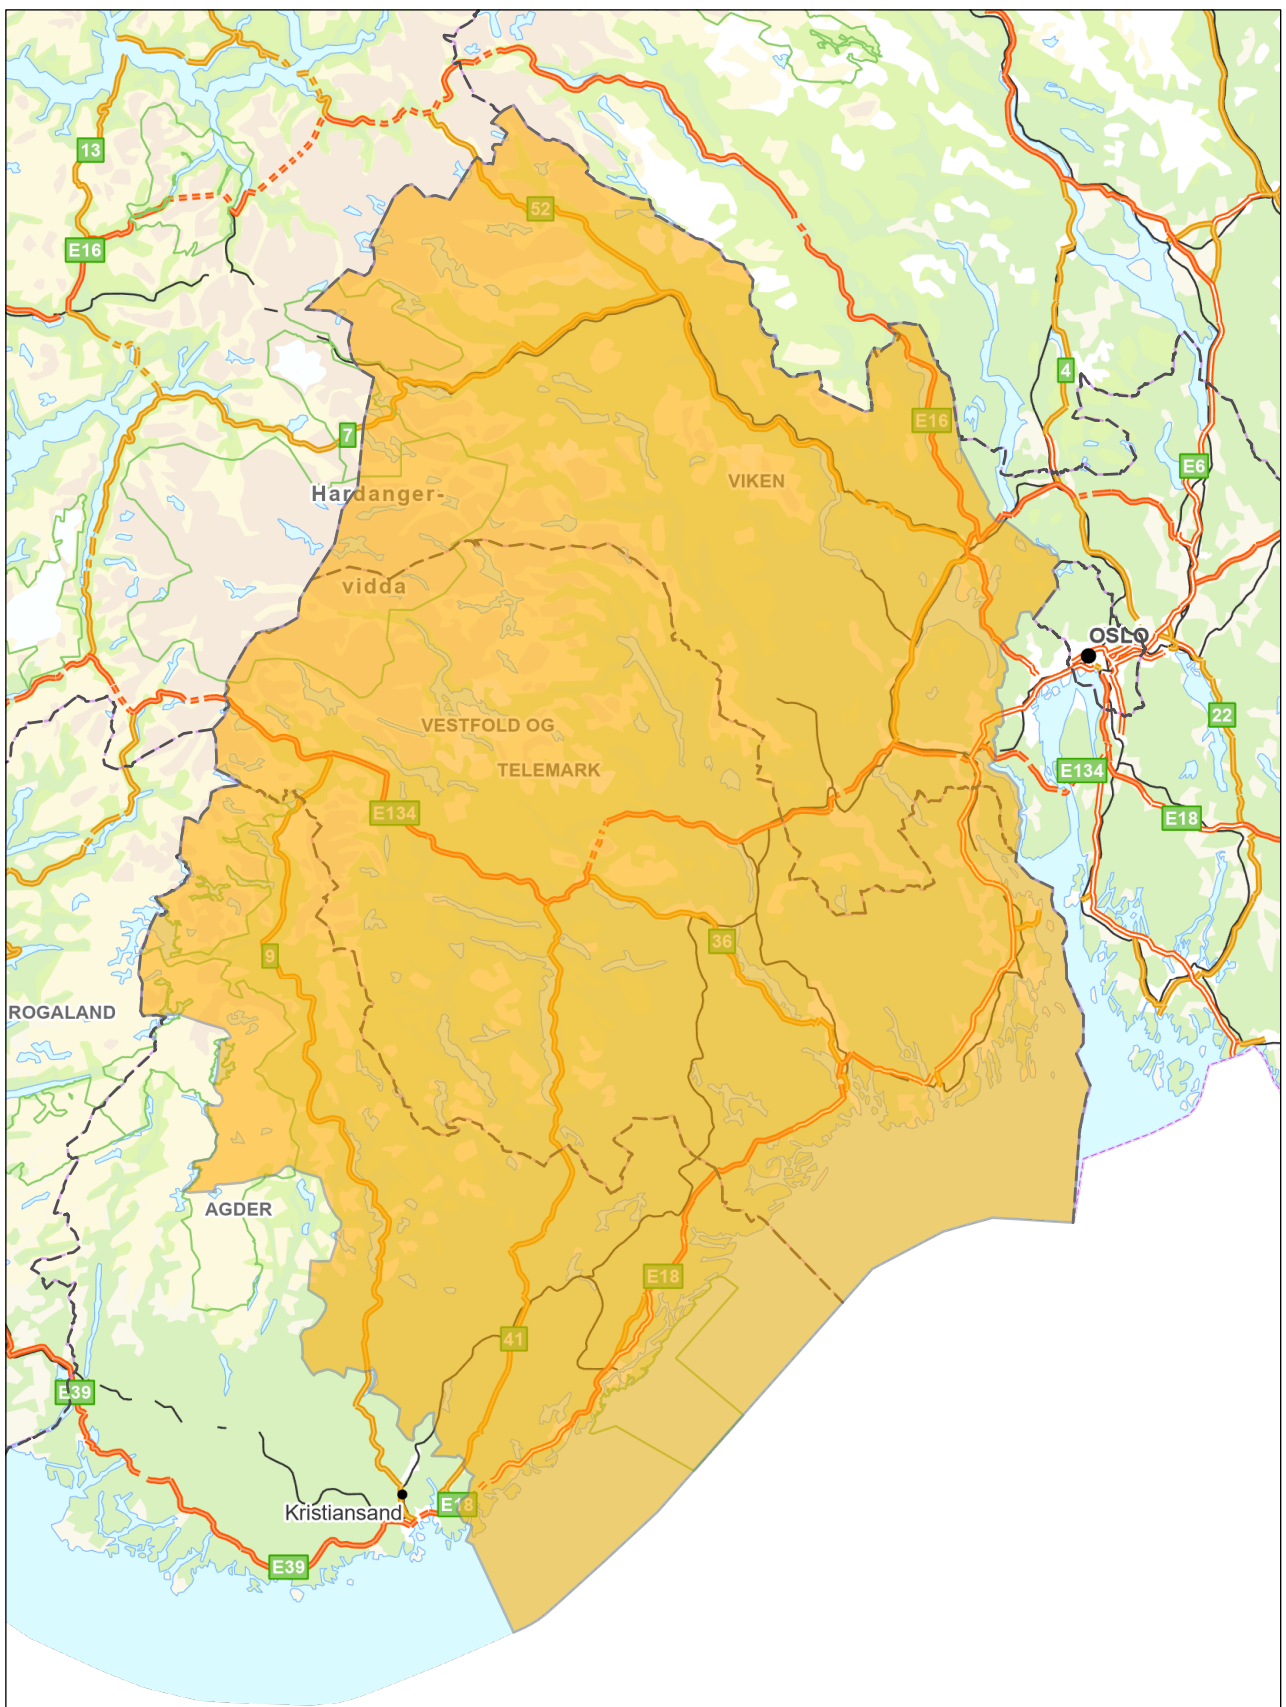 13
52
E16
4
7
E16
E6
VIKEN
Hardanger-
vidda
OSLO
22
VESTFOLD OG
TELEMARK
E134
E134
E18
36
9
ROGALAND
AGDER
E18
41
E39
E18
Kristiansand
E39